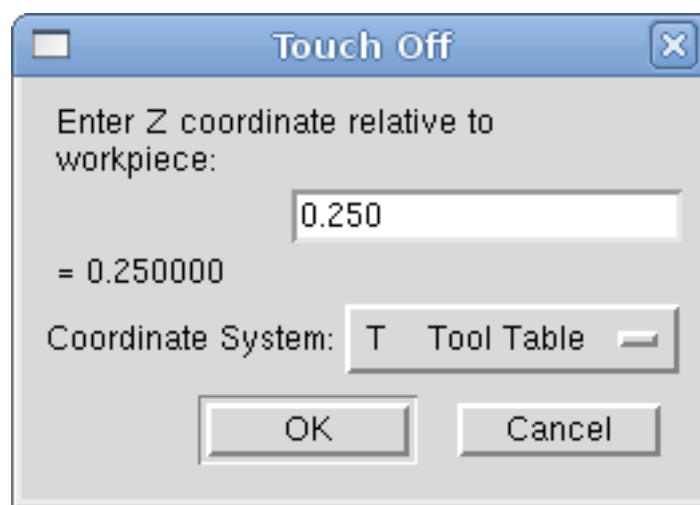 Touch Off
Enter Z coordinate relative to
workpiece:
0.250
= 0.250000
Coordinate System: T Tool Table
OK Cancel